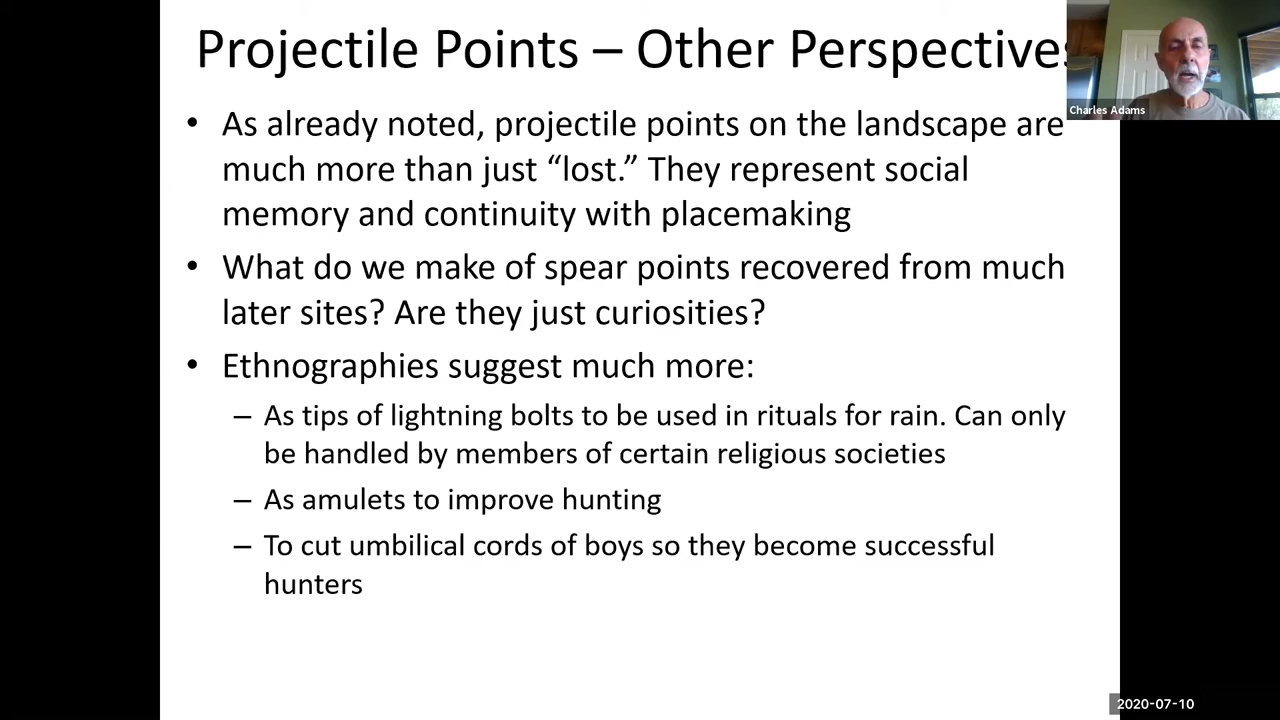 Projectile Points – Other Perspectives
Charles Adams
• As already noted, projectile points on the landscape are
much more than just “lost.” They represent social
memory and continuity with placemaking
• What do we make of spear points recovered from much
later sites? Are they just curiosities?
• Ethnographies suggest much more:
– As tips of lightning bolts to be used in rituals for rain. Can only
be handled by members of certain religious societies
– As amulets to improve hunting
– To cut umbilical cords of boys so they become successful
hunters
2020-07-10